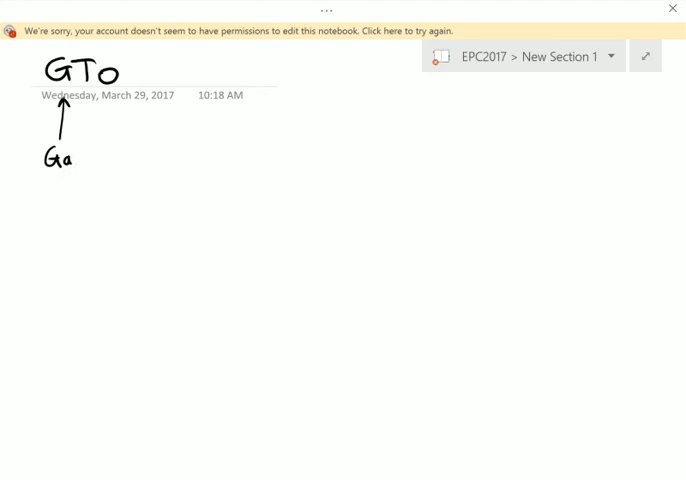 ...
We're sorry, your account doesn't seem to have permissions to edit this notebook. Click here to try again.
EPC2017 > New Section 1
GTO
Wednesday, March 29, 2017 10:18 AM
Ga